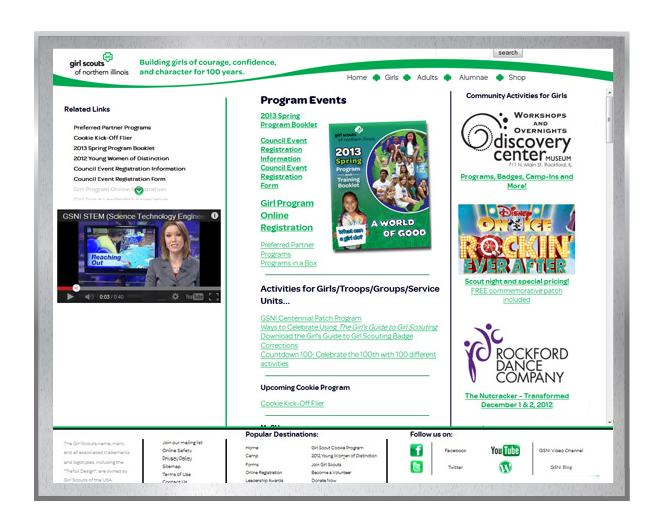 search
girl scouts
of northern illinois
Building girls of courage, confidence,
and character for 100 years.
Home
Girls
Adults
Alumnae
Shop
Related Links
Preferred Partner Programs
Cookie Kick-Off Flier
2013 Spring Program Booklet
2012 Young Women of Distinction
Council Event Registration Information
Council Event Registration Form
Girl Program Online Registration
GSNI STEM (Science Technology Engine
Reaching
Out
0:03 / 0:40
YouTube
Program Events
2013 Spring
Program Booklet
Council Event
Registration
Information
Council Event
Registration
Form
Girl Program
Online
Registration
Preferred Partner
Programs
Programs in a Box
girl scouts
2013
Spring
Program
and
Training
Booklet
What can
a girl do?
A WORLD
OF GOOD
Activities for Girls/Troops/Groups/Service
Units...
GSNI Centennial Patch Program
Ways to Celebrate Using The Girl's Guide to Girl Scouting
Download the Girl's Guide to Girl Scouting Badge
Corrections
Countdown 100: Celebrate the 100th with 100 different
activities
Upcoming Cookie Program
Cookie Kick-Off Flier
Community Activities for Girls
WORKSHOPS
AND
OVERNIGHTS
discovery
center MUSEUM
711 N. Main St. Rockford, IL
Programs, Badges, Camp-Ins and
More!
Disney
ON ICE
ROCKIN'
EVER AFTER
Scout night and special pricing!
FREE commemorative patch
included
ROCKFORD
DANCE
COMPANY
The Nutcracker - Transformed
December 1 & 2, 2012
The Girl Scouts name, mark,
and all associated trademarks
and logotypes, including the
"Trefoil Design", are owned by
Girl Scouts of the USA.
Join our mailing list
Online Safety
Privacy Policy
Sitemap
Terms of Use
Contact Us
Popular Destinations:
Home
Camp
Forms
Online Registration
Leadership Awards
Girl Scout Cookie Program
2012 Young Women of Distinction
Join Girl Scouts
Become a Volunteer
Donate Now
Follow us on:
Facebook
Twitter
You Tube
GSNI Video Channel
GSNI Blog